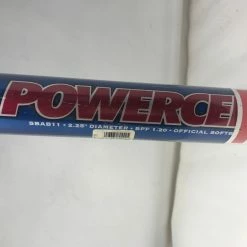 POWERCE
SBAB11 • 2.25" DIAMETER • BPF 1.20 • OFFICIAL SOFTB